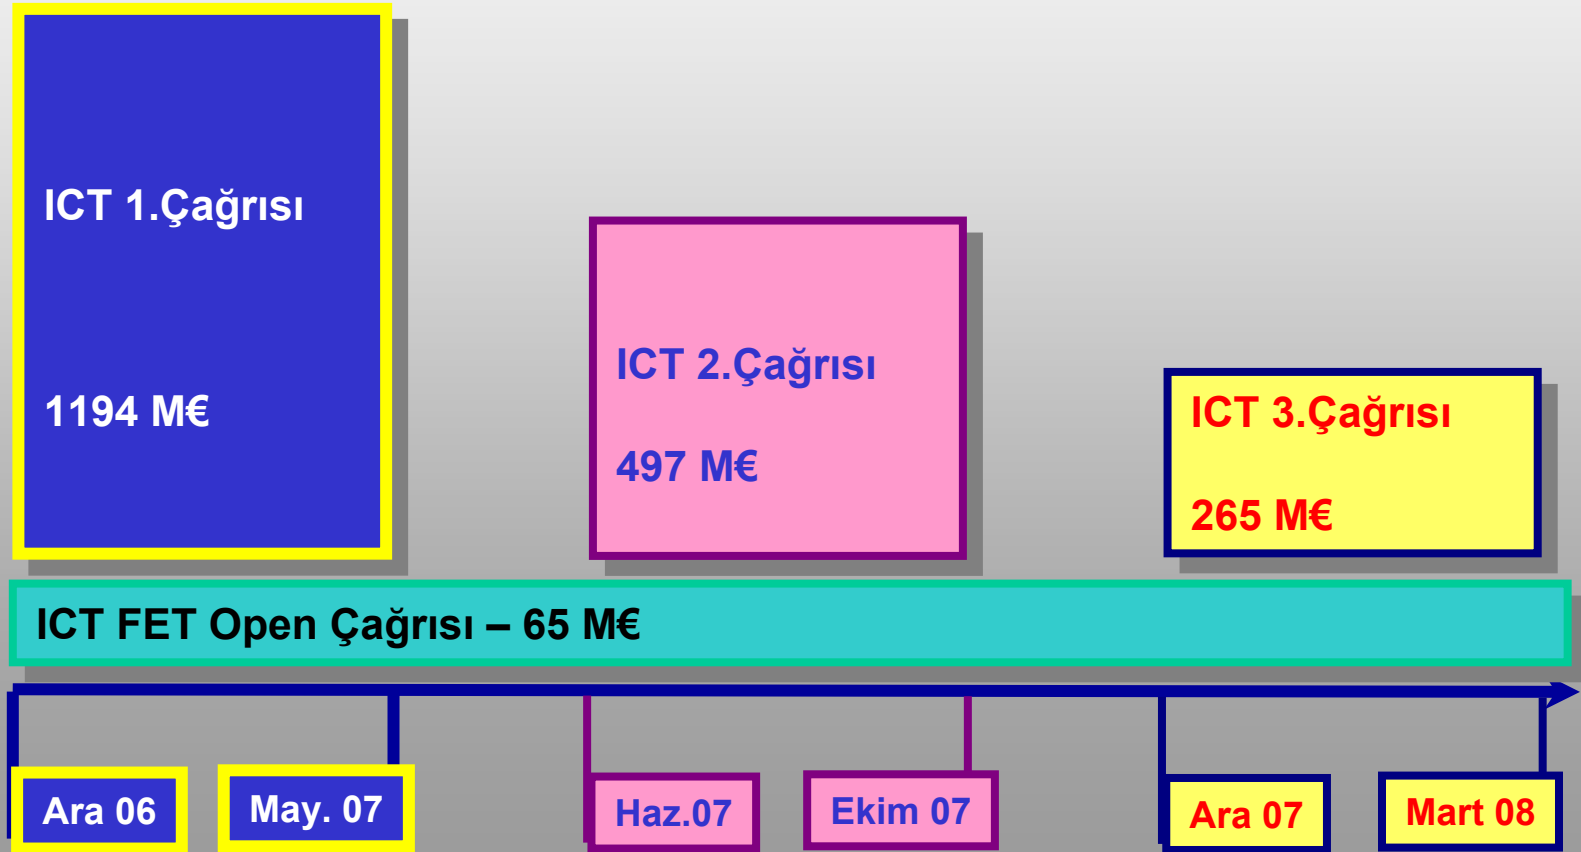 ICT 1.Çağrısı
1194 M€
ICT 2.Çağrısı
497 M€
ICT 3.Çağrısı
265 M€
ICT FET Open Çağrısı – 65 M€
Ara 06
May. 07
Haz.07
Ekim 07
Ara 07
Mart 08